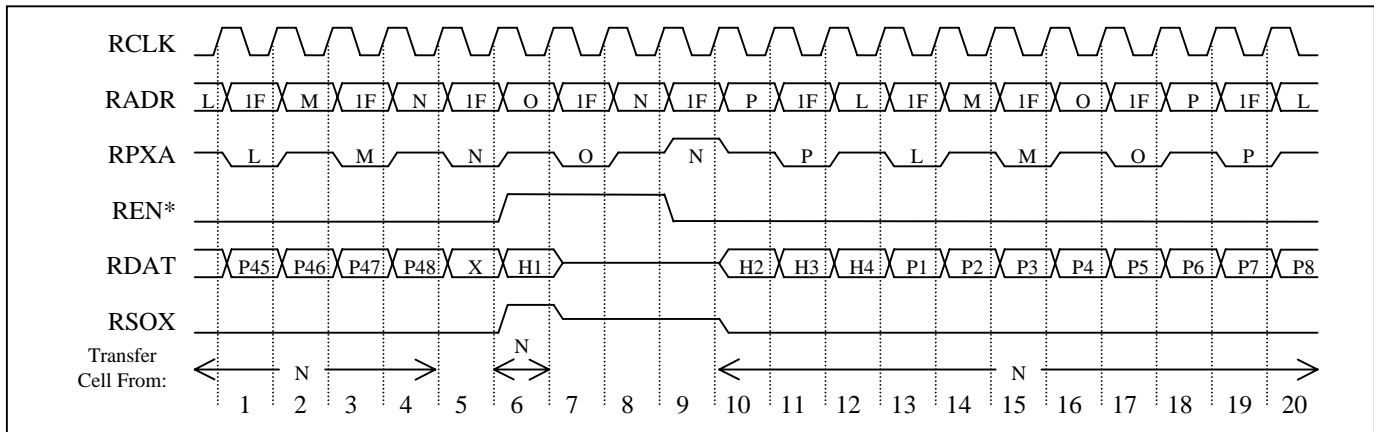 RCLK
RADR L 1F M 1F N 1F O 1F N 1F P 1F L 1F M 1F O 1F P 1F L
RPXA L M N O N P L M O P
REN*
RDAT P45 P46 P47 P48 X H1 H2 H3 H4 P1 P2 P3 P4 P5 P6 P7 P8
RSOX
Transfer
Cell From: N N N
1 2 3 4 5 6 7 8 9 10 11 12 13 14 15 16 17 18 19 20